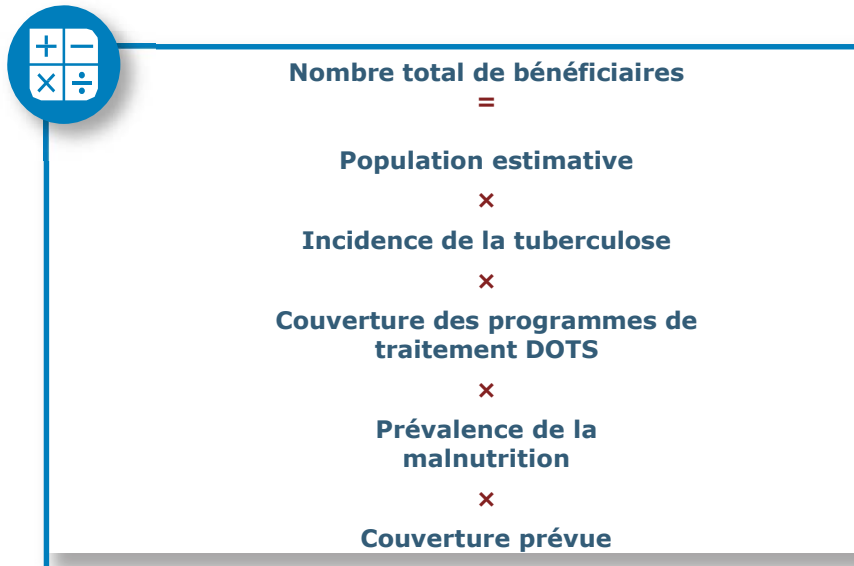 Nombre total de bénéficiaires
=
Population estimative
×
Incidence de la tuberculose
×
Couverture des programmes de
traitement DOTS
×
Prévalence de la
malnutrition
×
Couverture prévue